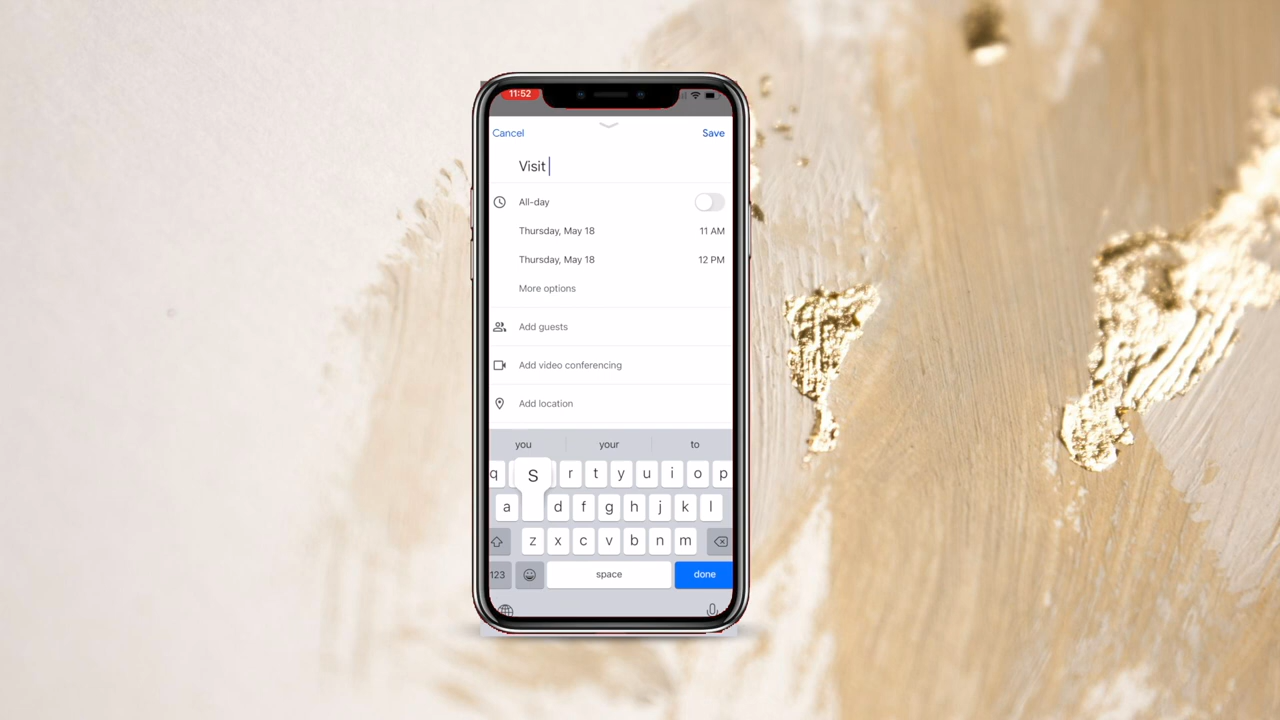 11:52
Cancel Save
Visit
All-day
Thursday, May 18 11 AM
Thursday, May 18 12 PM
More options
Add guests
Add video conferencing
Add location
you your to
q S r t y u i o p
a d f g h j k l
z x c v b n m
123 space done